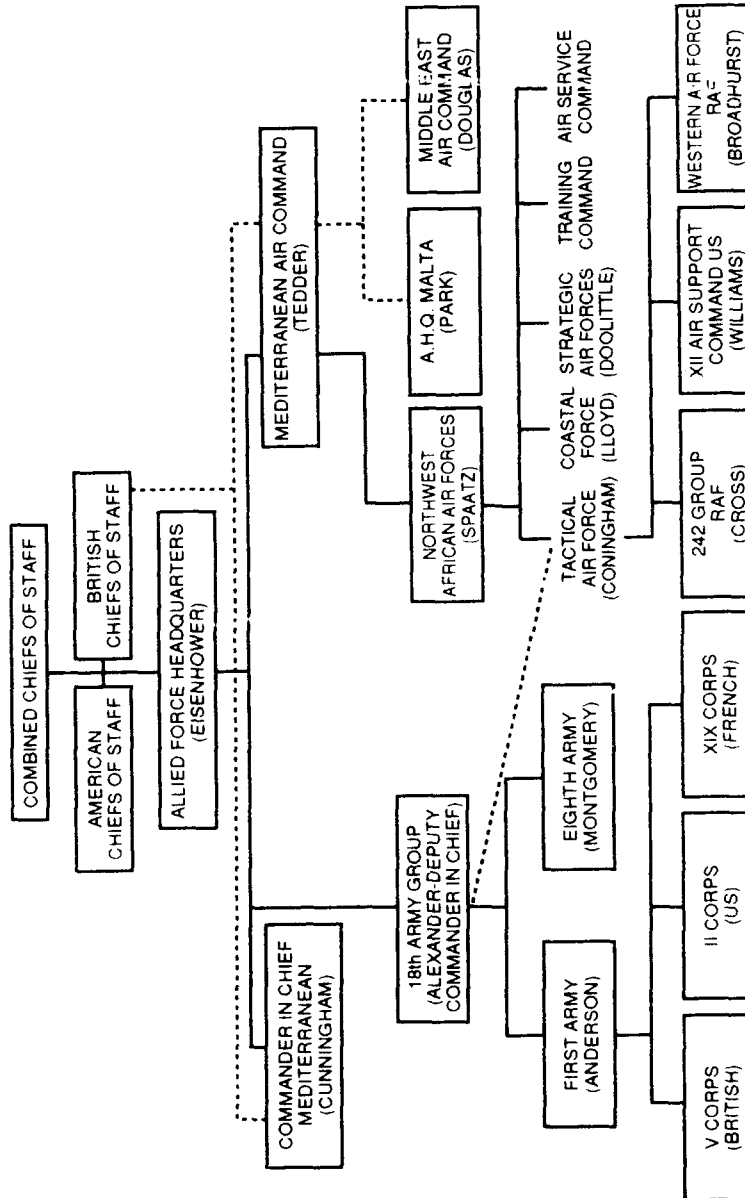 COMBINED CHIEFS OF STAFF
AMERICAN
CHIEFS OF STAFF
BRITISH
CHIEFS OF STAFF
ALLIED FORCE HEADQUARTERS
(EISENHOWER)
COMMANDER IN CHIEF
MEDITERRANEAN
(CUNNINGHAM)
MEDITERRANEAN AIR COMMAND
(TEDDER)
18th ARMY GROUP
(ALEXANDER-DEPUTY
COMMANDER IN CHIEF)
NORTHWEST
AFRICAN AIR FORCES
(SPAATZ)
A.H.Q. MALTA
(PARK)
MIDDLE EAST
AIR COMMAND
(DOUGLAS)
FIRST ARMY
(ANDERSON)
EIGHTH ARMY
(MONTGOMERY)
TACTICAL
AIR FORCE
(CONINGHAM)
COASTAL
FORCE
(LLOYD)
STRATEGIC
AIR FORCES
(DOOLITTLE)
TRAINING
COMMAND
AIR SERVICE
COMMAND
V CORPS
(BRITISH)
II CORPS
(US)
XIX CORPS
(FRENCH)
242 GROUP
RAF
(CROSS)
XII AIR SUPPORT
COMMAND US
(WILLIAMS)
WESTERN AIR FORCE
RAF
(BROADHURST)